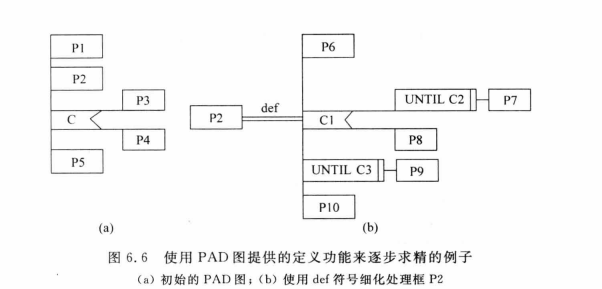 P1
P2
C
P3
P4
P5
(a)
P6
P2
def
C1
UNTIL C2
P7
P8
UNTIL C3
P9
P10
(b)
图 6.6 使用 PAD 图提供的定义功能来逐步求精的例子
(a) 初始的 PAD 图；(b) 使用 def 符号细化处理框 P2